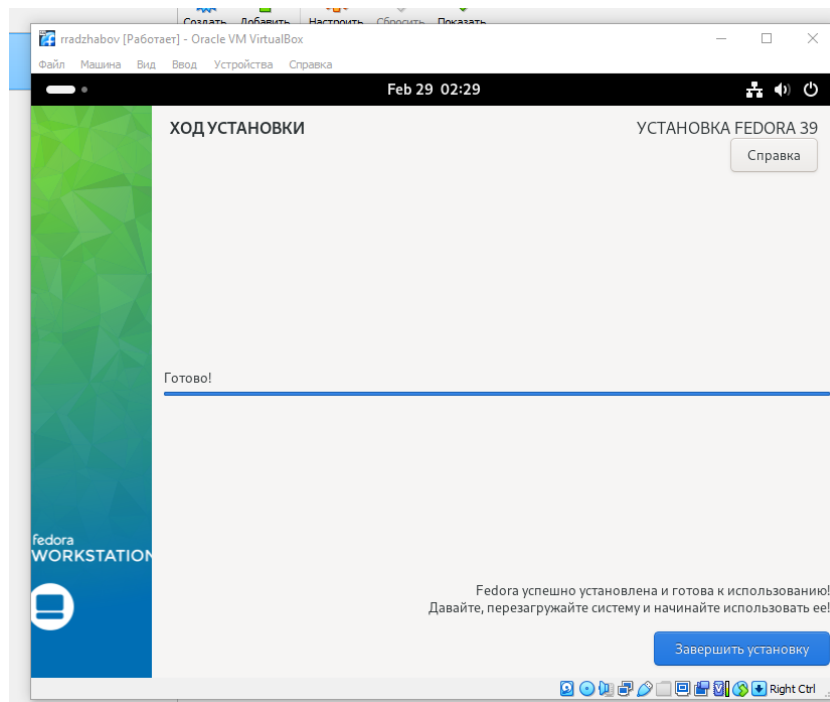 Создать Добавить Настроить Сбросить Показать
rradzhabov [Работает] - Oracle VM VirtualBox
Файл Машина Вид Ввод Устройства Справка
Feb 29 02:29
ХОД УСТАНОВКИ
УСТАНОВКА FEDORA 39
Справка
Готово!
fedora
WORKSTATION
Fedora успешно установлена и готова к использованию!
Давайте, перезагружайте систему и начинайте использовать ее!
Завершить установку
Right Ctrl